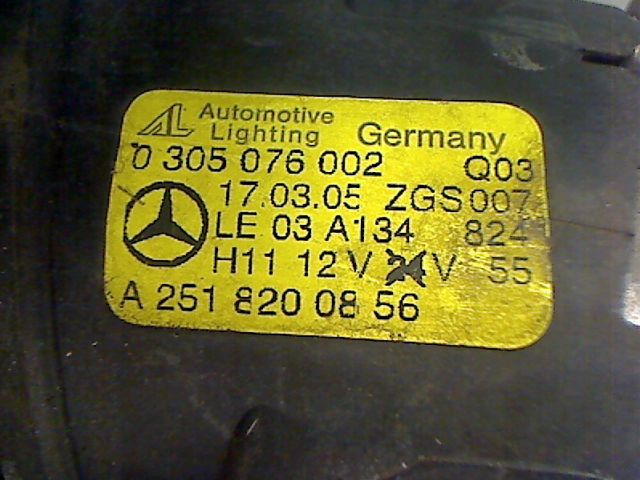 AL Automotive Lighting Germany
0 305 076 002 Q03
17.03.05 ZGS 007
LE 03 A134 824
H11 12 V 24 V 55
A 251 820 08 56